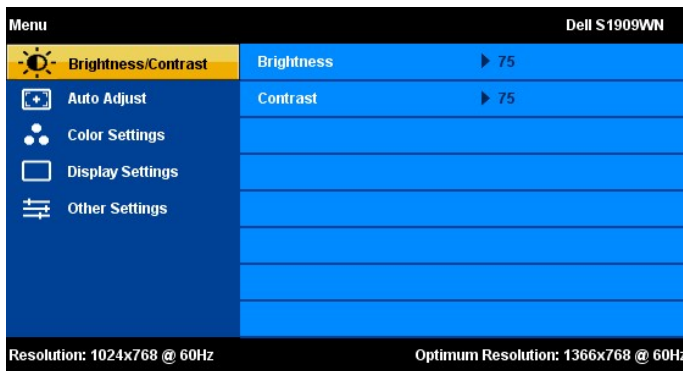 Menu Dell S1909WN
Brightness/Contrast Brightness 75
Auto Adjust Contrast 75
Color Settings
Display Settings
Other Settings
Resolution: 1024x768 @ 60Hz Optimum Resolution: 1366x768 @ 60Hz